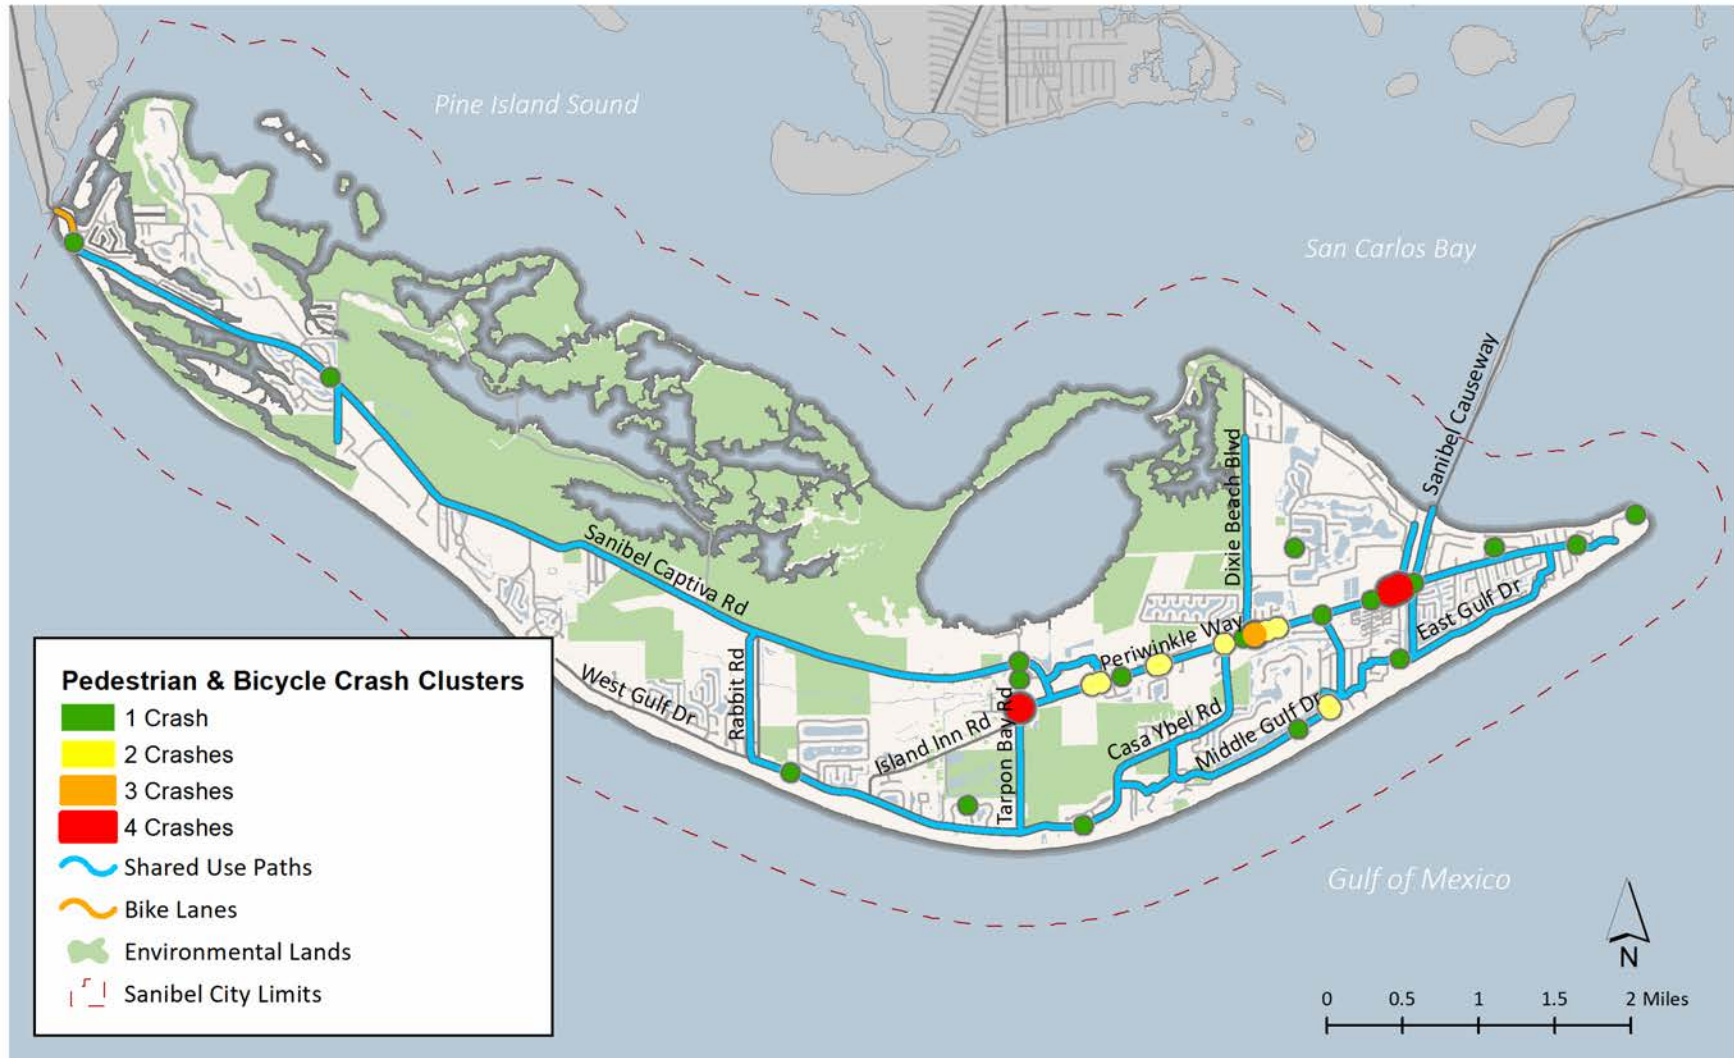 Pine Island Sound
San Carlos Bay
Sanibel Causeway
Dixie Beach Blvd
Sanibel Captiva Rd
East Gulf Dr
Periwinkle Way
Rabbit Rd
West Gulf Dr
Island Inn Rd
Tarpon Bay Rd
Casa Ybel Rd
Middle Gulf Dr
Gulf of Mexico
Pedestrian & Bicycle Crash Clusters
1 Crash
2 Crashes
3 Crashes
4 Crashes
Shared Use Paths
Bike Lanes
Environmental Lands
Sanibel City Limits
N
0 0.5 1 1.5 2 Miles